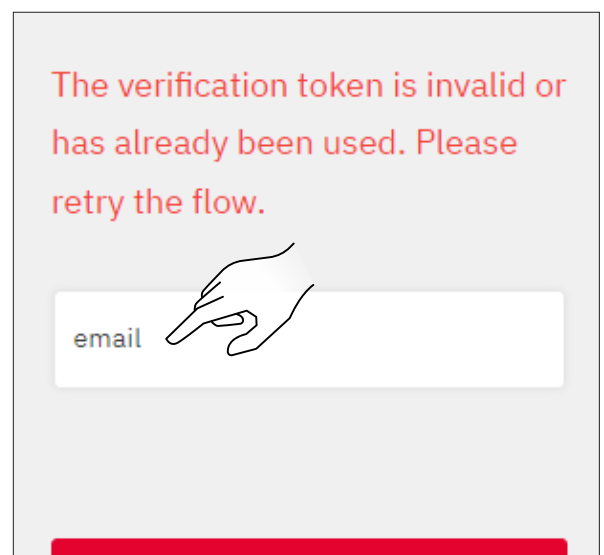 The verification token is invalid or
has already been used. Please
retry the flow.
email